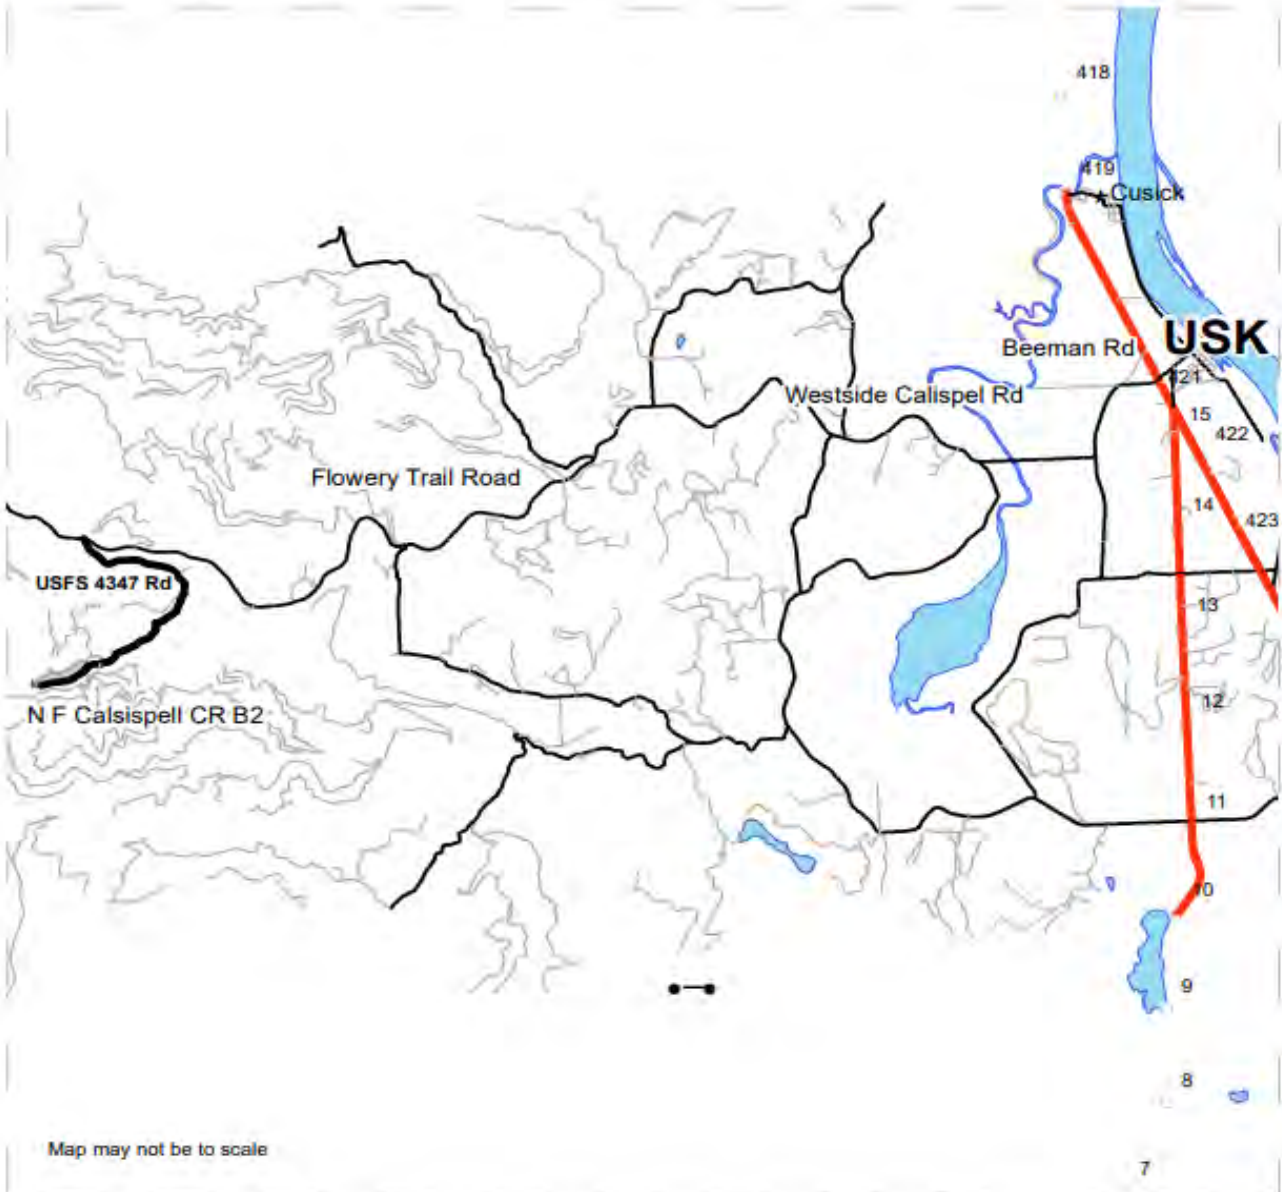 418
419
Cusick
USK
Beeman Rd
421
Westside Calispel Rd
15
422
Flowery Trail Road
14
423
USFS 4347 Rd
13
12
N F Calsispell CR B2
11
10
9
8
Map may not be to scale
7